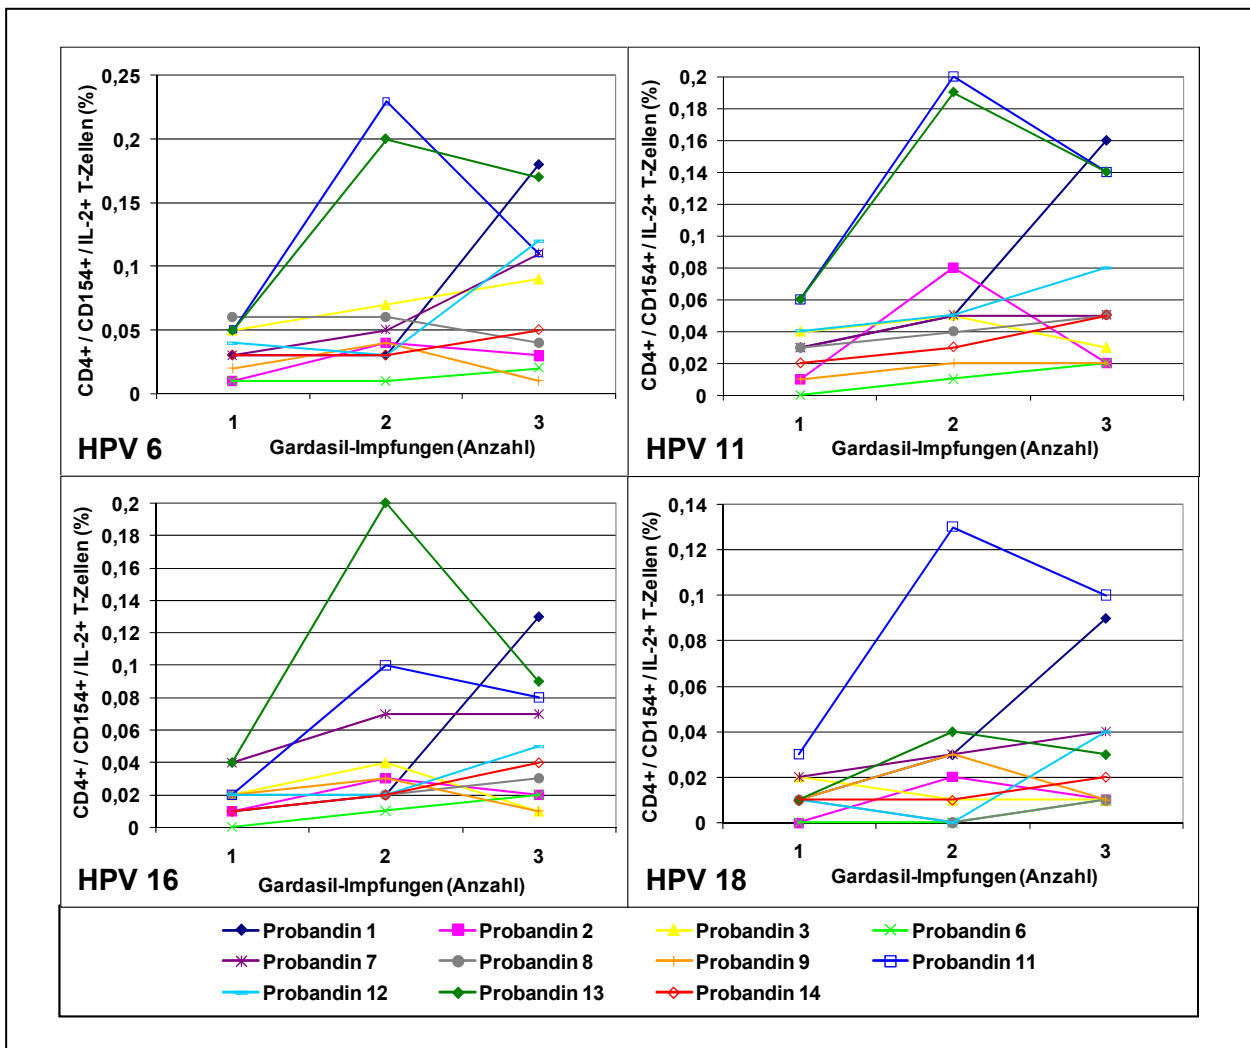 CD4+ / CD154+ / IL-2+ T-Zellen (%)
0,25
0,2
0,15
0,1
0,05
0
1 2 3
Gardasil-Impfungen (Anzahl)
HPV 6
CD4+ / CD154+ / IL-2+ T-Zellen (%)
0,2
0,18
0,16
0,14
0,12
0,1
0,08
0,06
0,04
0,02
0
1 2 3
Gardasil-Impfungen (Anzahl)
HPV 11
CD4+ / CD154+ / IL-2+ T-Zellen (%)
0,2
0,18
0,16
0,14
0,12
0,1
0,08
0,06
0,04
0,02
0
1 2 3
Gardasil-Impfungen (Anzahl)
HPV 16
CD4+ / CD154+ / IL-2+ T-Zellen (%)
0,14
0,12
0,1
0,08
0,06
0,04
0,02
0
1 2 3
Gardasil-Impfungen (Anzahl)
HPV 18
Probandin 1 Probandin 2 Probandin 3 Probandin 6
Probandin 7 Probandin 8 Probandin 9 Probandin 11
Probandin 12 Probandin 13 Probandin 14